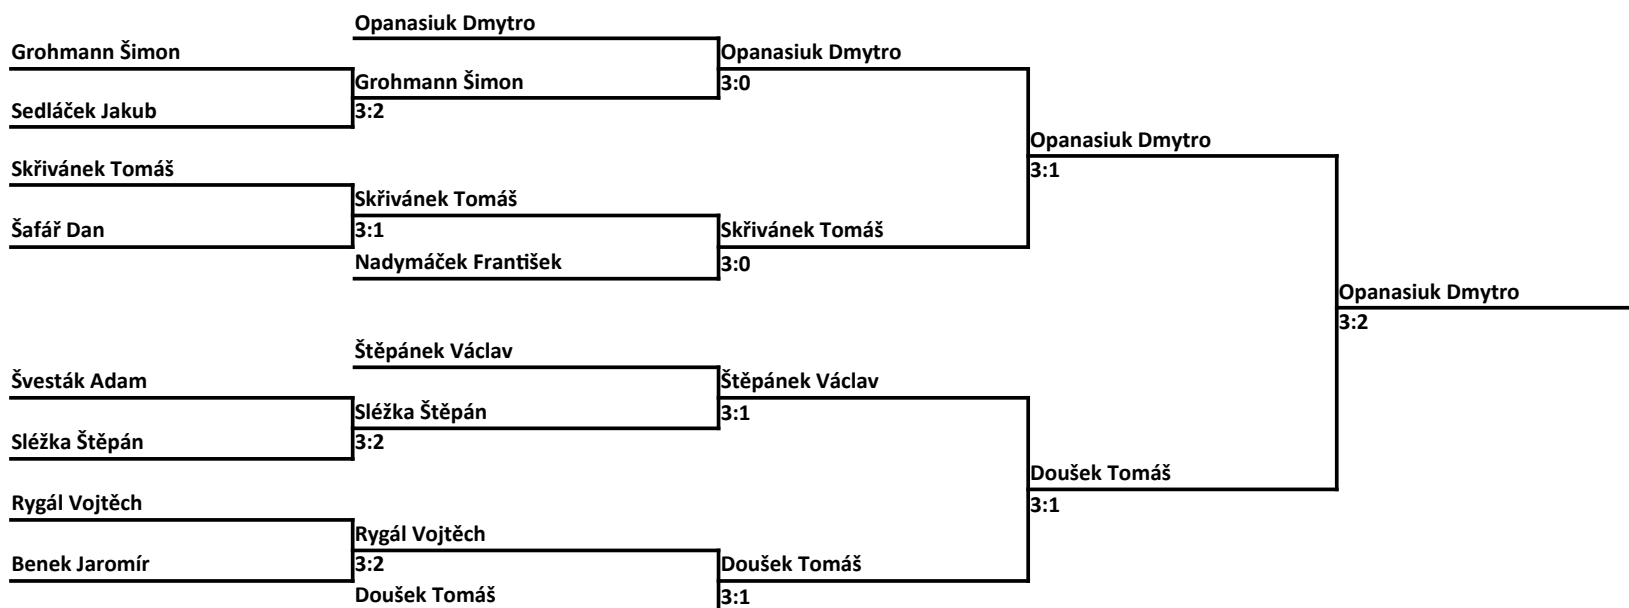 Opanasiuk Dmytro
Grohmann Šimon
Opanasiuk Dmytro
Grohmann Šimon
3:0
Sedláček Jakub
3:2
Opanasiuk Dmytro
Skřivánek Tomáš
3:1
Skřivánek Tomáš
Šafář Dan
3:1
Skřivánek Tomáš
Nadymáček František
3:0
Opanasiuk Dmytro
3:2
Štěpánek Václav
Švesták Adam
Štěpánek Václav
Sléžka Štěpán
3:1
Sléžka Štěpán
3:2
Doušek Tomáš
Rygál Vojtěch
3:1
Rygál Vojtěch
Benek Jaromír
3:2
Doušek Tomáš
Doušek Tomáš
3:1